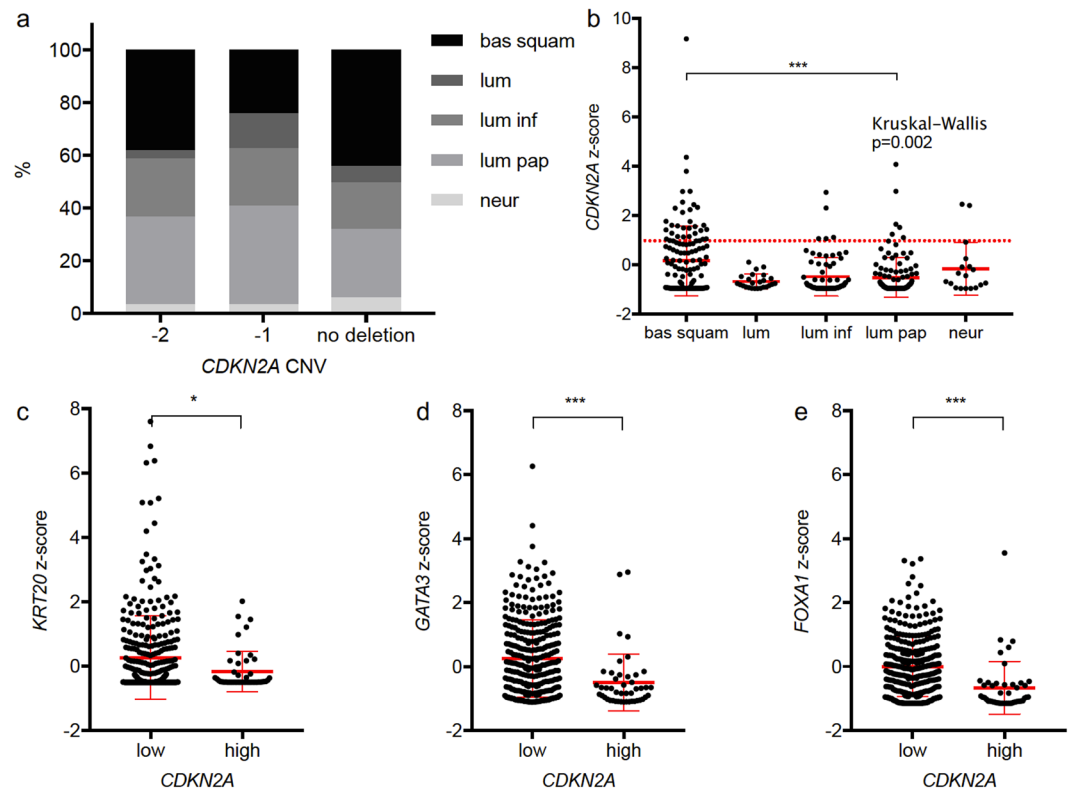 a
100
80
60
40
20
0
%
-2
-1
no deletion
CDKN2A CNV
bas squam
lum
lum inf
lum pap
neur
b
10
8
6
4
2
0
-2
CDKN2A z-score
***
Kruskal-Wallis
p=0.002
bas squam
lum
lum inf
lum pap
neur
c
8
6
4
2
0
-2
KRT20 z-score
*
low
high
CDKN2A
d
8
6
4
2
0
-2
GATA3 z-score
***
low
high
CDKN2A
e
8
6
4
2
0
-2
FOXA1 z-score
***
low
high
CDKN2A